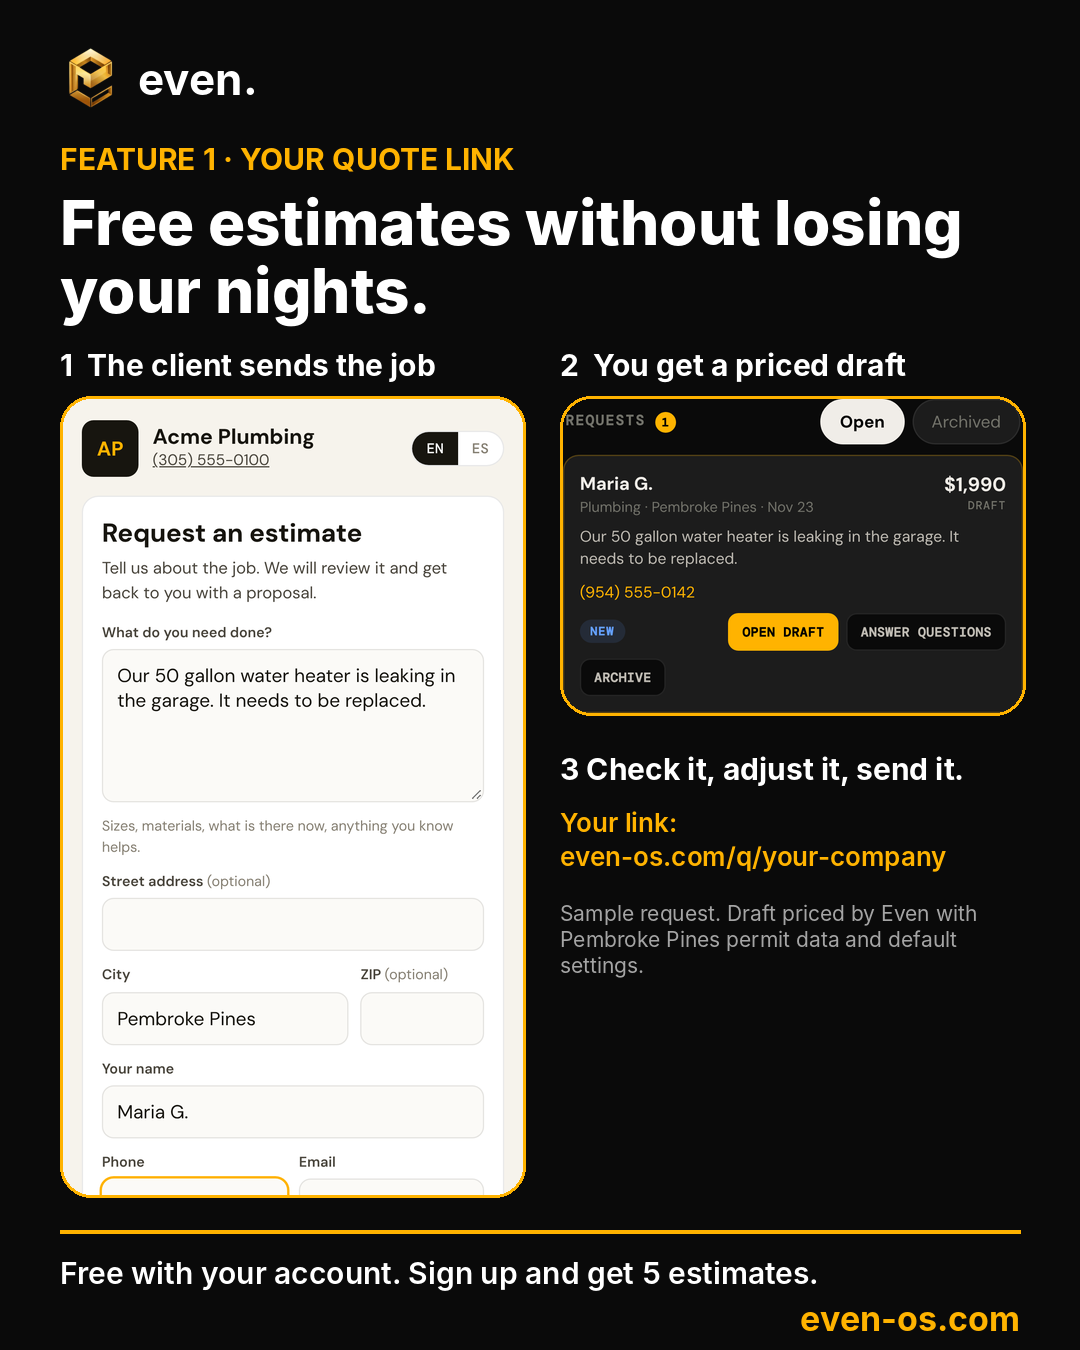 even.
FEATURE 1 · YOUR QUOTE LINK
Free estimates without losing
your nights.
1 The client sends the job
AP
Acme Plumbing
(305) 555-0100
EN
ES
Request an estimate
Tell us about the job. We will review it and get
back to you with a proposal.
What do you need done?
Our 50 gallon water heater is leaking in
the garage. It needs to be replaced.
Sizes, materials, what is there now, anything you know
helps.
Street address (optional)
City
ZIP (optional)
Pembroke Pines
Your name
Maria G.
Phone
Email
2 You get a priced draft
REQUESTS 1
Open
Archived
Maria G.
$1,990
Plumbing · Pembroke Pines · Nov 23
DRAFT
Our 50 gallon water heater is leaking in the garage. It
needs to be replaced.
(954) 555-0142
NEW
OPEN DRAFT
ANSWER QUESTIONS
ARCHIVE
3 Check it, adjust it, send it.
Your link:
even-os.com/q/your-company
Sample request. Draft priced by Even with
Pembroke Pines permit data and default
settings.
Free with your account. Sign up and get 5 estimates.
even-os.com